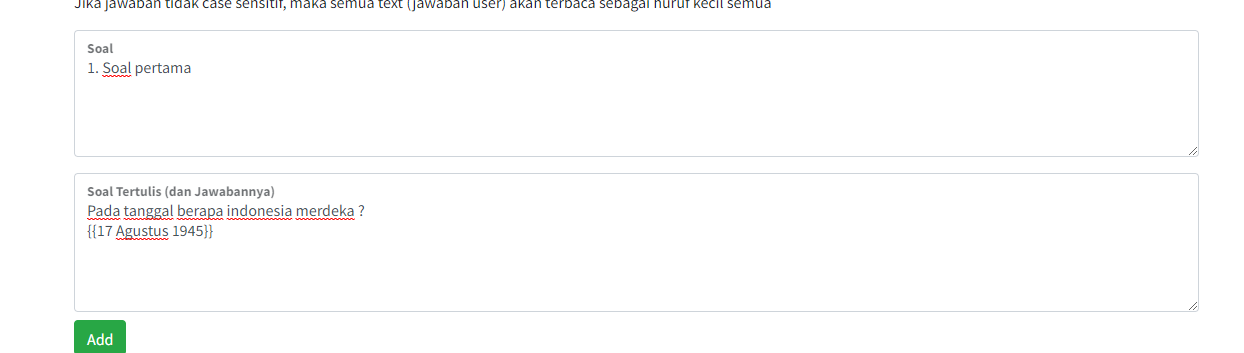 Jika jawaban tidak case sensitif, maka semua text (jawaban user) akan terbaca sebagai huruf kecil semua
Soal
1. Soal pertama
Soal Tertulis (dan Jawabannya)
Pada tanggal berapa indonesia merdeka ?
{{17 Agustus 1945}}
Add